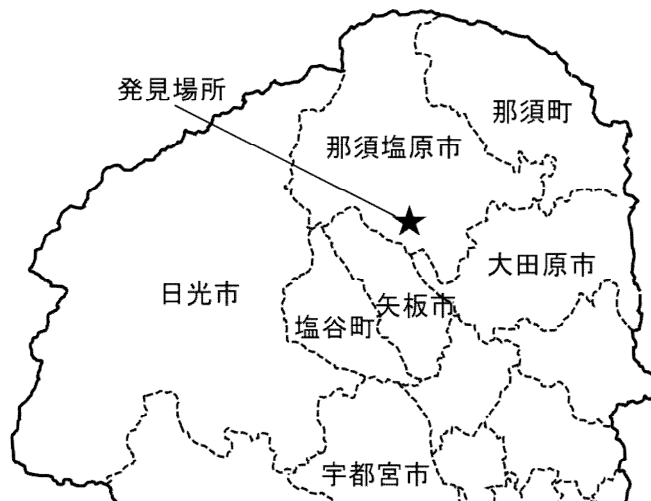 発見場所
那須町
那須塩原市
大田原市
日光市
矢板市
塩谷町
宇都宮市